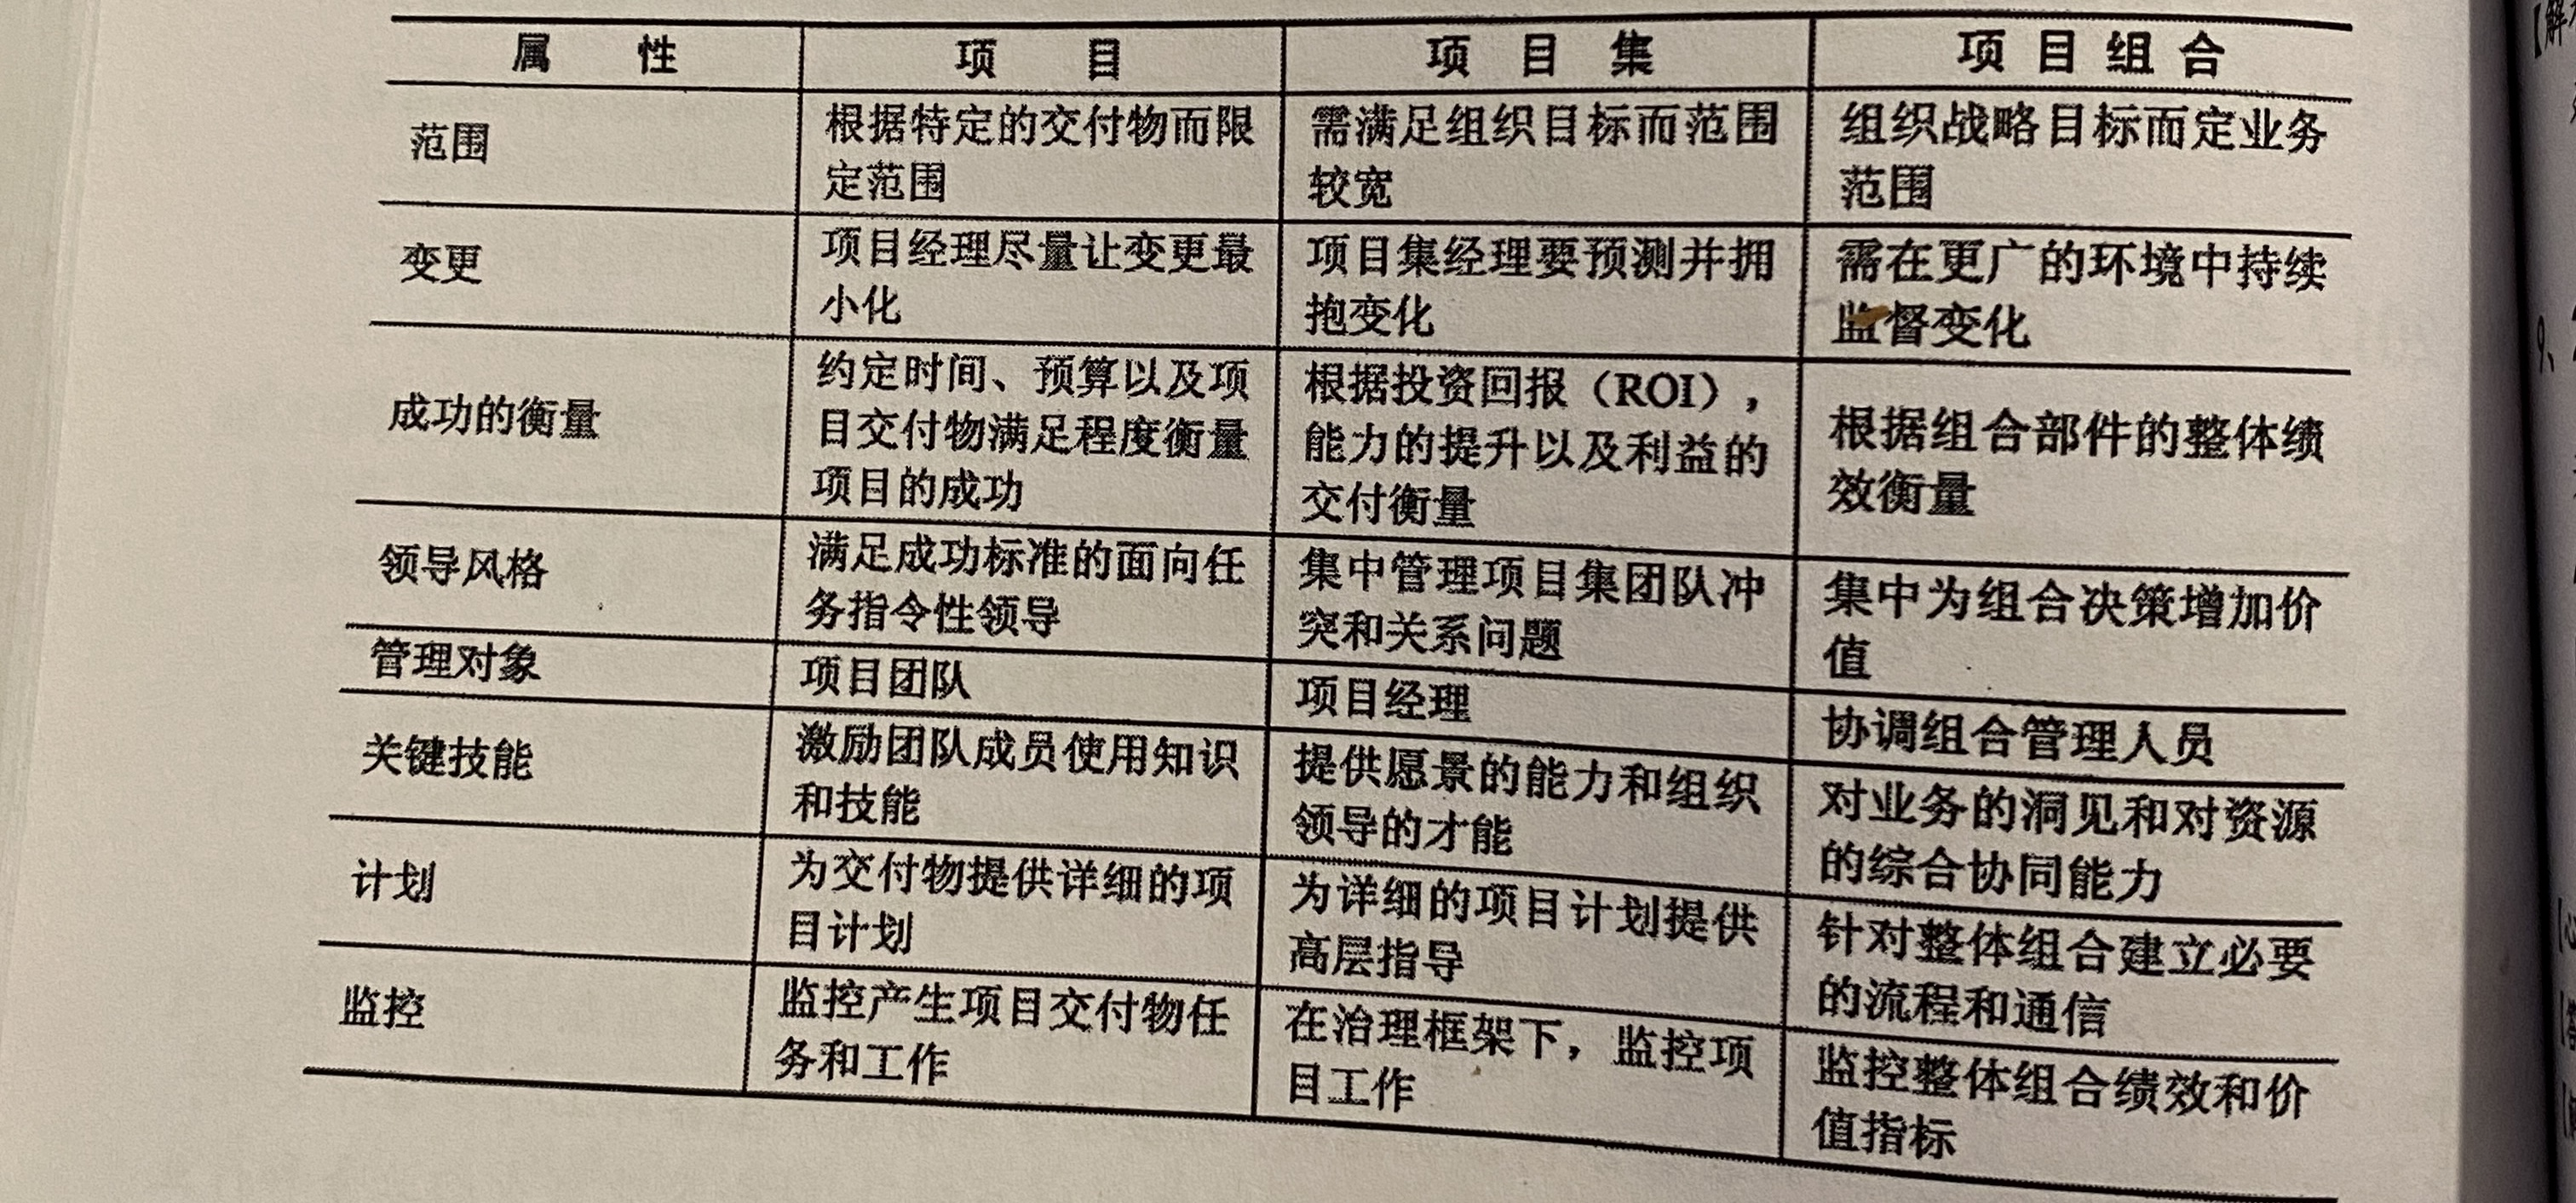 属 性 项 目 项 目 集 项 目 组 合
范围
根据特定的交付物而限
定范围
需满足组织目标而范围
较宽
组织战略目标而定业务
范围
变更
项目经理尽量让变更最
小化
项目集经理要预测并拥
抱变化
需在更广的环境中持续
监督变化
成功的衡量
约定时间、预算以及项
目交付物满足程度衡量
项目的成功
根据投资回报（ROI），
能力的提升以及利益的
交付衡量
根据组合部件的整体绩
效衡量
领导风格
满足成功标准的面向任
务指令性领导
集中管理项目集团队冲
突和关系问题
集中为组合决策增加价
值
管理对象
项目团队
项目经理
协调组合管理人员
关键技能
激励团队成员使用知识
和技能
提供愿景的能力和组织
领导的才能
对业务的洞见和对资源
的综合协同能力
计划
为交付物提供详细的项
目计划
为详细的项目计划提供
高层指导
针对整体组合建立必要
的流程和通信
监控
监控产生项目交付物任
务和工作
在治理框架下，监控项
目工作
监控整体组合绩效和价
值指标
9、